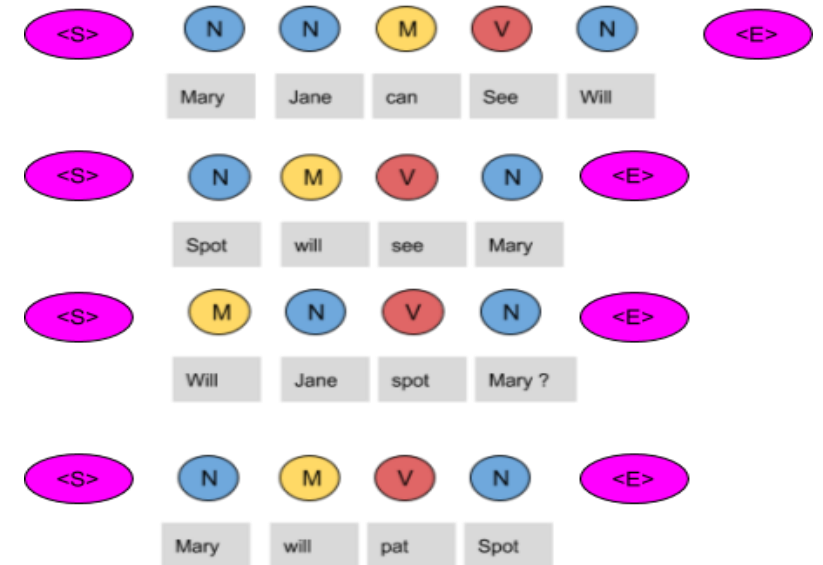 <S> N N M V N <E>
Mary Jane can See Will
<S> N M V N <E>
Spot will see Mary
<S> M N V N <E>
Will Jane spot Mary ?
<S> N M V N <E>
Mary will pat Spot